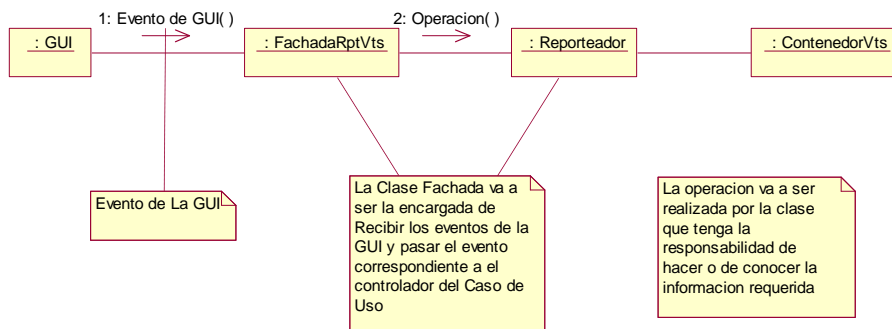 1: Evento de GUI( )
2: Operacion( )
: GUI
: FachadaRptVts
: Reporteador
: ContenedorVts
Evento de La GUI
La Clase Fachada va a
ser la encargada de
Recibir los eventos de la
GUI y pasar el evento
correspondiente a el
controlador del Caso de
Uso
La operacion va a ser
realizada por la clase
que tenga la
responsabilidad de
hacer o de conocer la
informacion requerida